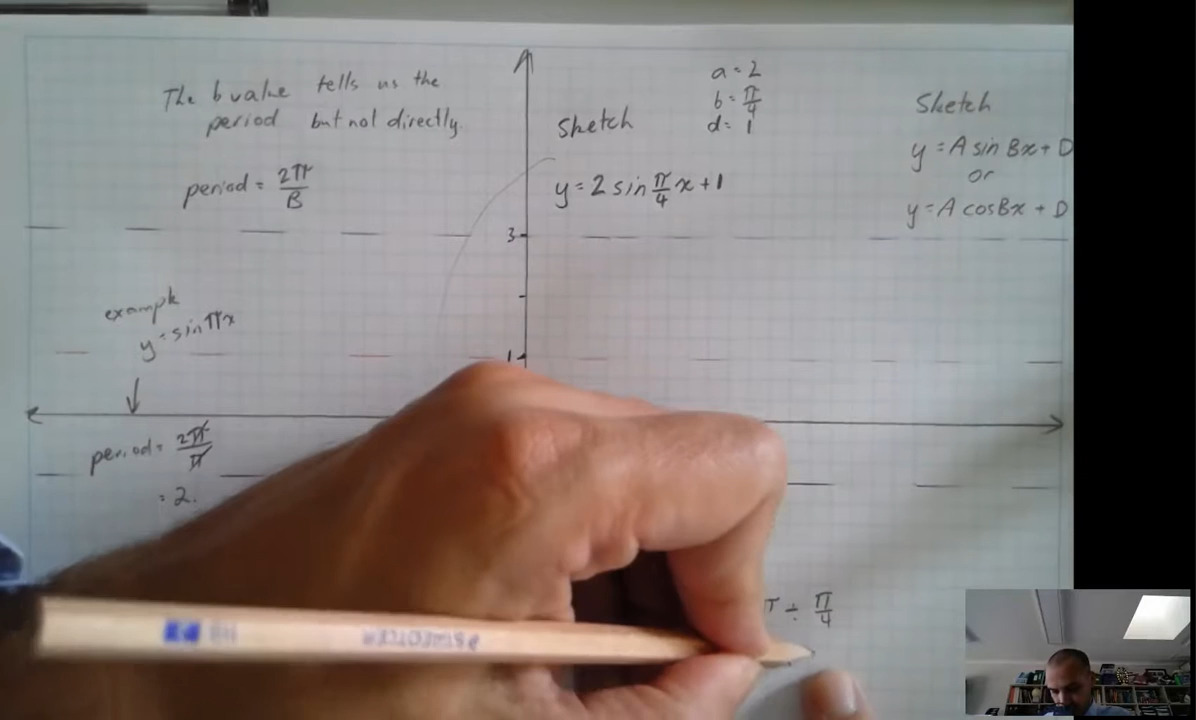 The b value tells us the
period but not directly.
period = 2π/B
example
y = sin πx
period = 2π/π
= 2.
Sketch
y = 2 sin π/4 x + 1
a = 2
b = π/4
d = 1
Sketch
y = A sin Bx + D
or
y = A cos Bx + D
3
1
÷ π/4
HB